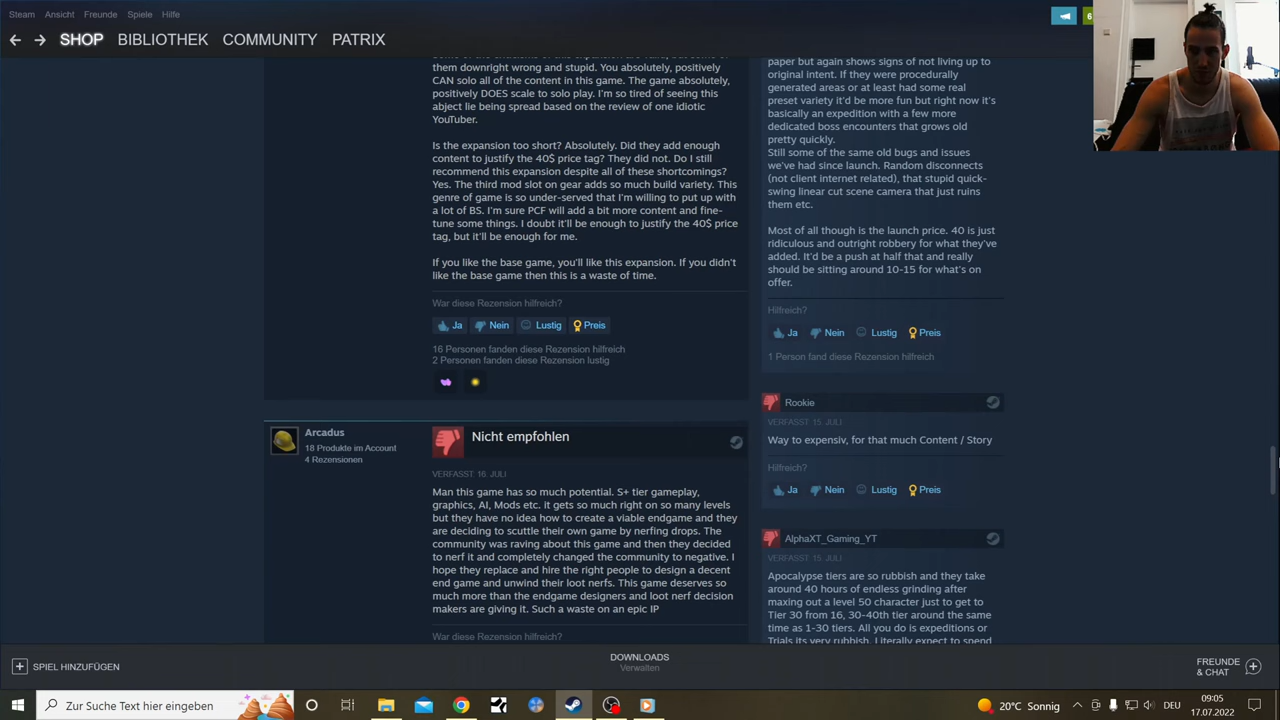 Steam Ansicht Freunde Spiele Hilfe
SHOP BIBLIOTHEK COMMUNITY PATRIX
6
them downright wrong and stupid. You absolutely, positively
CAN solo all of the content in this game. The game absolutely,
positively DOES scale to solo play. I'm so tired of seeing this
abject lie being spread based on the review of one idiotic
YouTuber.
Is the expansion too short? Absolutely. Did they add enough
content to justify the 40$ price tag? They did not. Do I still
recommend this expansion despite all of these shortcomings?
Yes. The third mod slot on gear adds so much build variety. This
genre of game is so under-served that I'm willing to put up with
a lot of BS. I'm sure PCF will add a bit more content and fine-
tune some things. I doubt it'll be enough to justify the 40$ price
tag, but it'll be enough for me.
If you like the base game, you'll like this expansion. If you didn't
like the base game then this is a waste of time.
War diese Rezension hilfreich?
Ja Nein Lustig Preis
16 Personen fanden diese Rezension hilfreich
2 Personen fanden diese Rezension lustig
Arcadus
18 Produkte im Account
4 Rezensionen
Nicht empfohlen
VERFASST: 16. JULI
Man this game has so much potential. S+ tier gameplay,
graphics, AI, Mods etc. it gets so much right on so many levels
but they have no idea how to create a viable endgame and they
are deciding to scuttle their own game by nerfing drops. The
community was raving about this game and then they decided
to nerf it and completely changed the community to negative. I
hope they replace and hire the right people to design a decent
end game and unwind their loot nerfs. This game deserves so
much more than the endgame designers and loot nerf decision
makers are giving it. Such a waste on an epic IP
War diese Rezension hilfreich?
paper but again shows signs of not living up to
original intent. If they were procedurally
generated areas or at least had some real
preset variety it'd be more fun but right now it's
basically an expedition with a few more
dedicated boss encounters that grows old
pretty quickly.
Still some of the same old bugs and issues
we've had since launch. Random disconnects
(not client internet related), that stupid quick-
swing linear cut scene camera that just ruins
them etc.
Most of all though is the launch price. 40 is just
ridiculous and outright robbery for what they've
added. It'd be a push at half that and really
should be sitting around 10-15 for what's on
offer.
Hilfreich?
Ja Nein Lustig Preis
1 Person fand diese Rezension hilfreich
Rookie
VERFASST: 15. JULI
Way to expensiv, for that much Content / Story
Hilfreich?
Ja Nein Lustig Preis
AlphaXT_Gaming_YT
VERFASST: 15. JULI
Apocalypse tiers are so rubbish and they take
around 40 hours of endless grinding after
maxing out a level 50 character just to get to
Tier 30 from 16, 30-40th tier around the same
time as 1-30 tiers. All you do is expeditions or
Trials its very rubbish. Literally expect to spend
SPIEL HINZUFÜGEN
DOWNLOADS
Verwalten
FREUNDE
& CHAT
Zur Suche Text hier eingeben
20°C Sonnig
DEU
09:05
17.07.2022